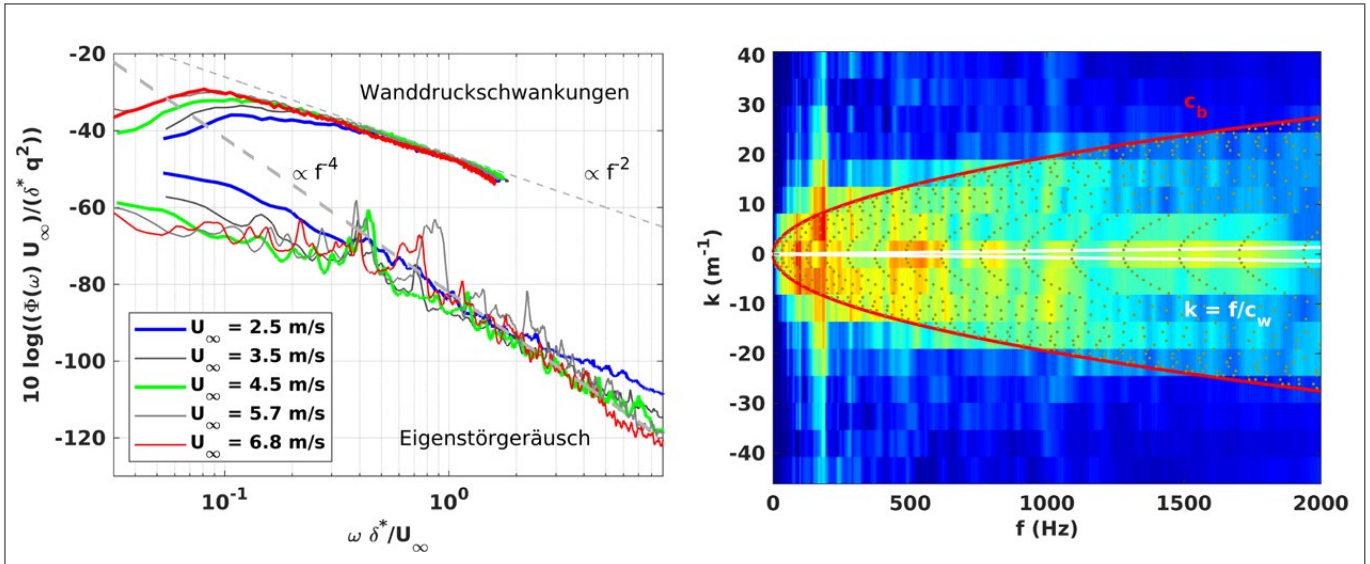 10 log((Φ(ω) U∞)/(δ* q²))
-20
-40
-60
-80
-100
-120
Wanddruckschwankungen
∝ f⁻⁴
∝ f⁻²
U∞ = 2.5 m/s
U∞ = 3.5 m/s
U∞ = 4.5 m/s
U∞ = 5.7 m/s
U∞ = 6.8 m/s
Eigenstörgeräusch
10⁻¹
10⁰
ω δ*/U∞
k (m⁻¹)
40
30
20
10
0
-10
-20
-30
-40
c_b
k = f/c_w
0
500
1000
1500
2000
f (Hz)